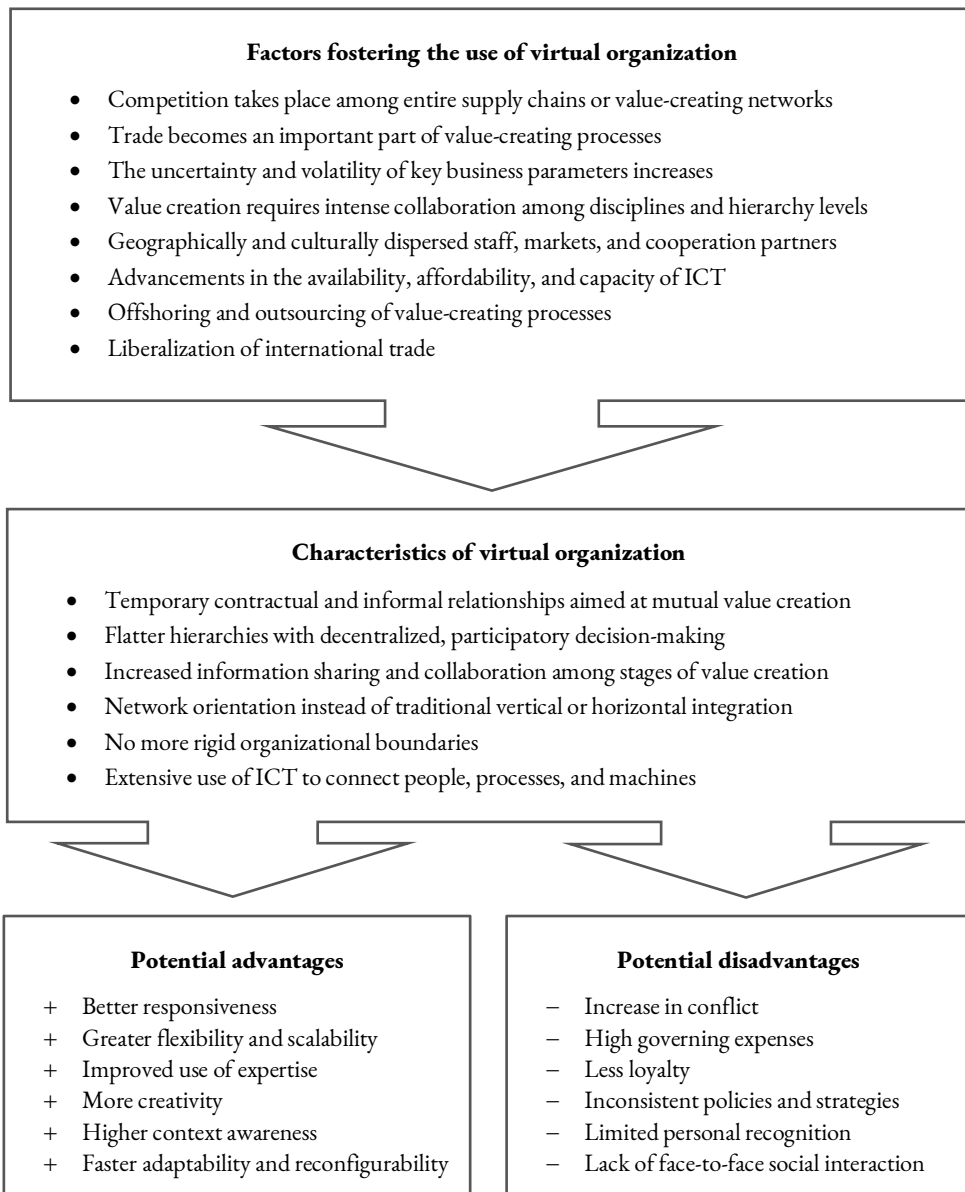 Factors fostering the use of virtual organization
• Competition takes place among entire supply chains or value-creating networks
• Trade becomes an important part of value-creating processes
• The uncertainty and volatility of key business parameters increases
• Value creation requires intense collaboration among disciplines and hierarchy levels
• Geographically and culturally dispersed staff, markets, and cooperation partners
• Advancements in the availability, affordability, and capacity of ICT
• Offshoring and outsourcing of value-creating processes
• Liberalization of international trade
Characteristics of virtual organization
• Temporary contractual and informal relationships aimed at mutual value creation
• Flatter hierarchies with decentralized, participatory decision-making
• Increased information sharing and collaboration among stages of value creation
• Network orientation instead of traditional vertical or horizontal integration
• No more rigid organizational boundaries
• Extensive use of ICT to connect people, processes, and machines
Potential advantages
+ Better responsiveness
+ Greater flexibility and scalability
+ Improved use of expertise
+ More creativity
+ Higher context awareness
+ Faster adaptability and reconfigurability
Potential disadvantages
– Increase in conflict
– High governing expenses
– Less loyalty
– Inconsistent policies and strategies
– Limited personal recognition
– Lack of face-to-face social interaction